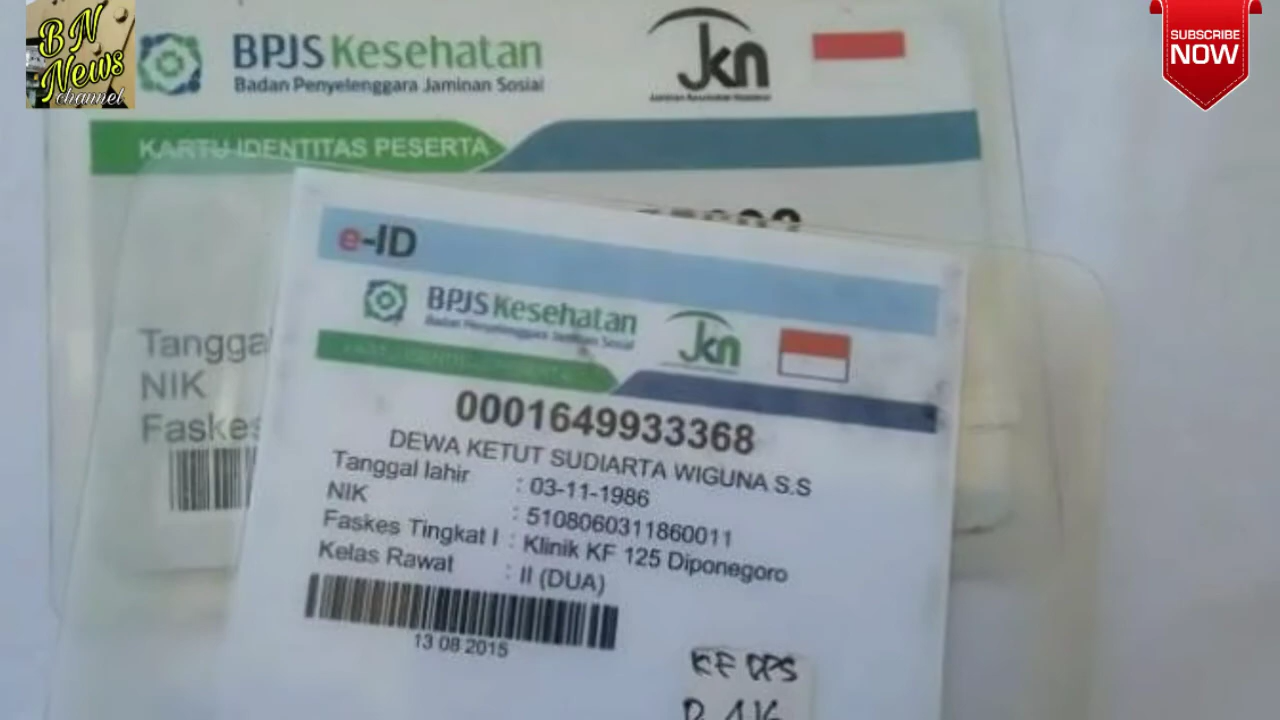 BN
News
channel
SUBSCRIBE
NOW
BPJS Kesehatan
Badan Penyelenggara Jaminan Sosial
jkn
KARTU IDENTITAS PESERTA
Tangga
NIK
Faskes
e-ID
BPJS Kesehatan
Badan Penyelenggara Jaminan Sosial
jkn
0001649933368
DEWA KETUT SUDIARTA WIGUNA S.S
Tanggal lahir : 03-11-1986
NIK : 5108060311860011
Faskes Tingkat I : Klinik KF 125 Diponegoro
Kelas Rawat : II (DUA)
13 08 2015
KF DPS